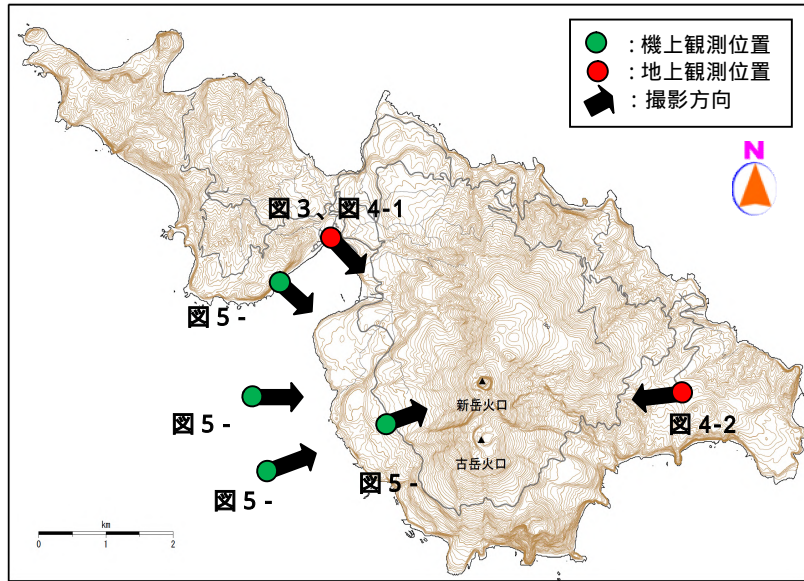 ：機上観測位置
：地上観測位置
：撮影方向
N
図３、図 4-1
図５-
図５-
図５-
図５-
図 4-2
新岳火口
古岳火口
km
0 1 2